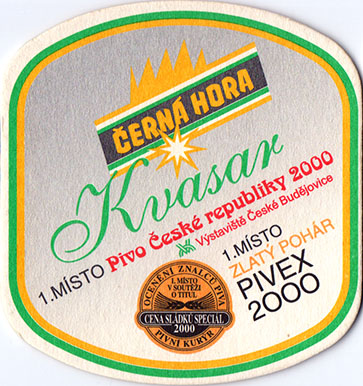 ČERNÁ HORA
Kvasar
1. MÍSTO Pivo České republiky 2000
Výstaviště České Budějovice
1. MÍSTO
ZLATÝ POHÁR
PIVEX
2000
OCENĚNÍ ZNALCŮ PIVA
1. MÍSTO
V SOUTĚŽI
O TITUL
CENA SLÁDKŮ SPECIÁL
2000
PIVNÍ KURÝR